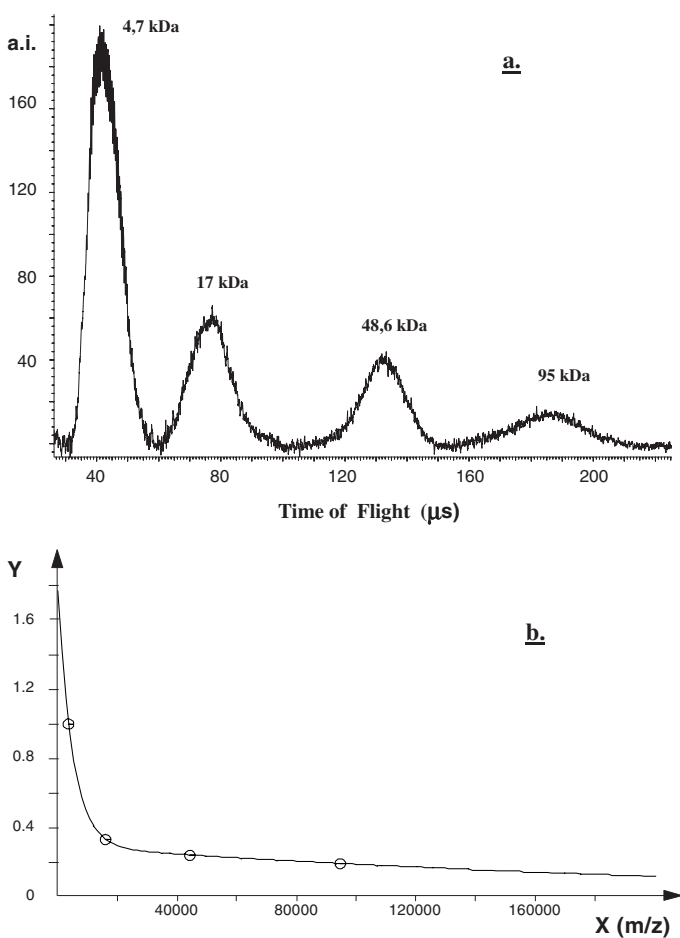 4,7 kDa
a.i.
a.
160
120
80
17 kDa
48,6 kDa
40
95 kDa
40 80 120 160 200
Time of Flight (μs)
Y
1.6
b.
1.2
0.8
0.4
0
40000 80000 120000 160000
X (m/z)